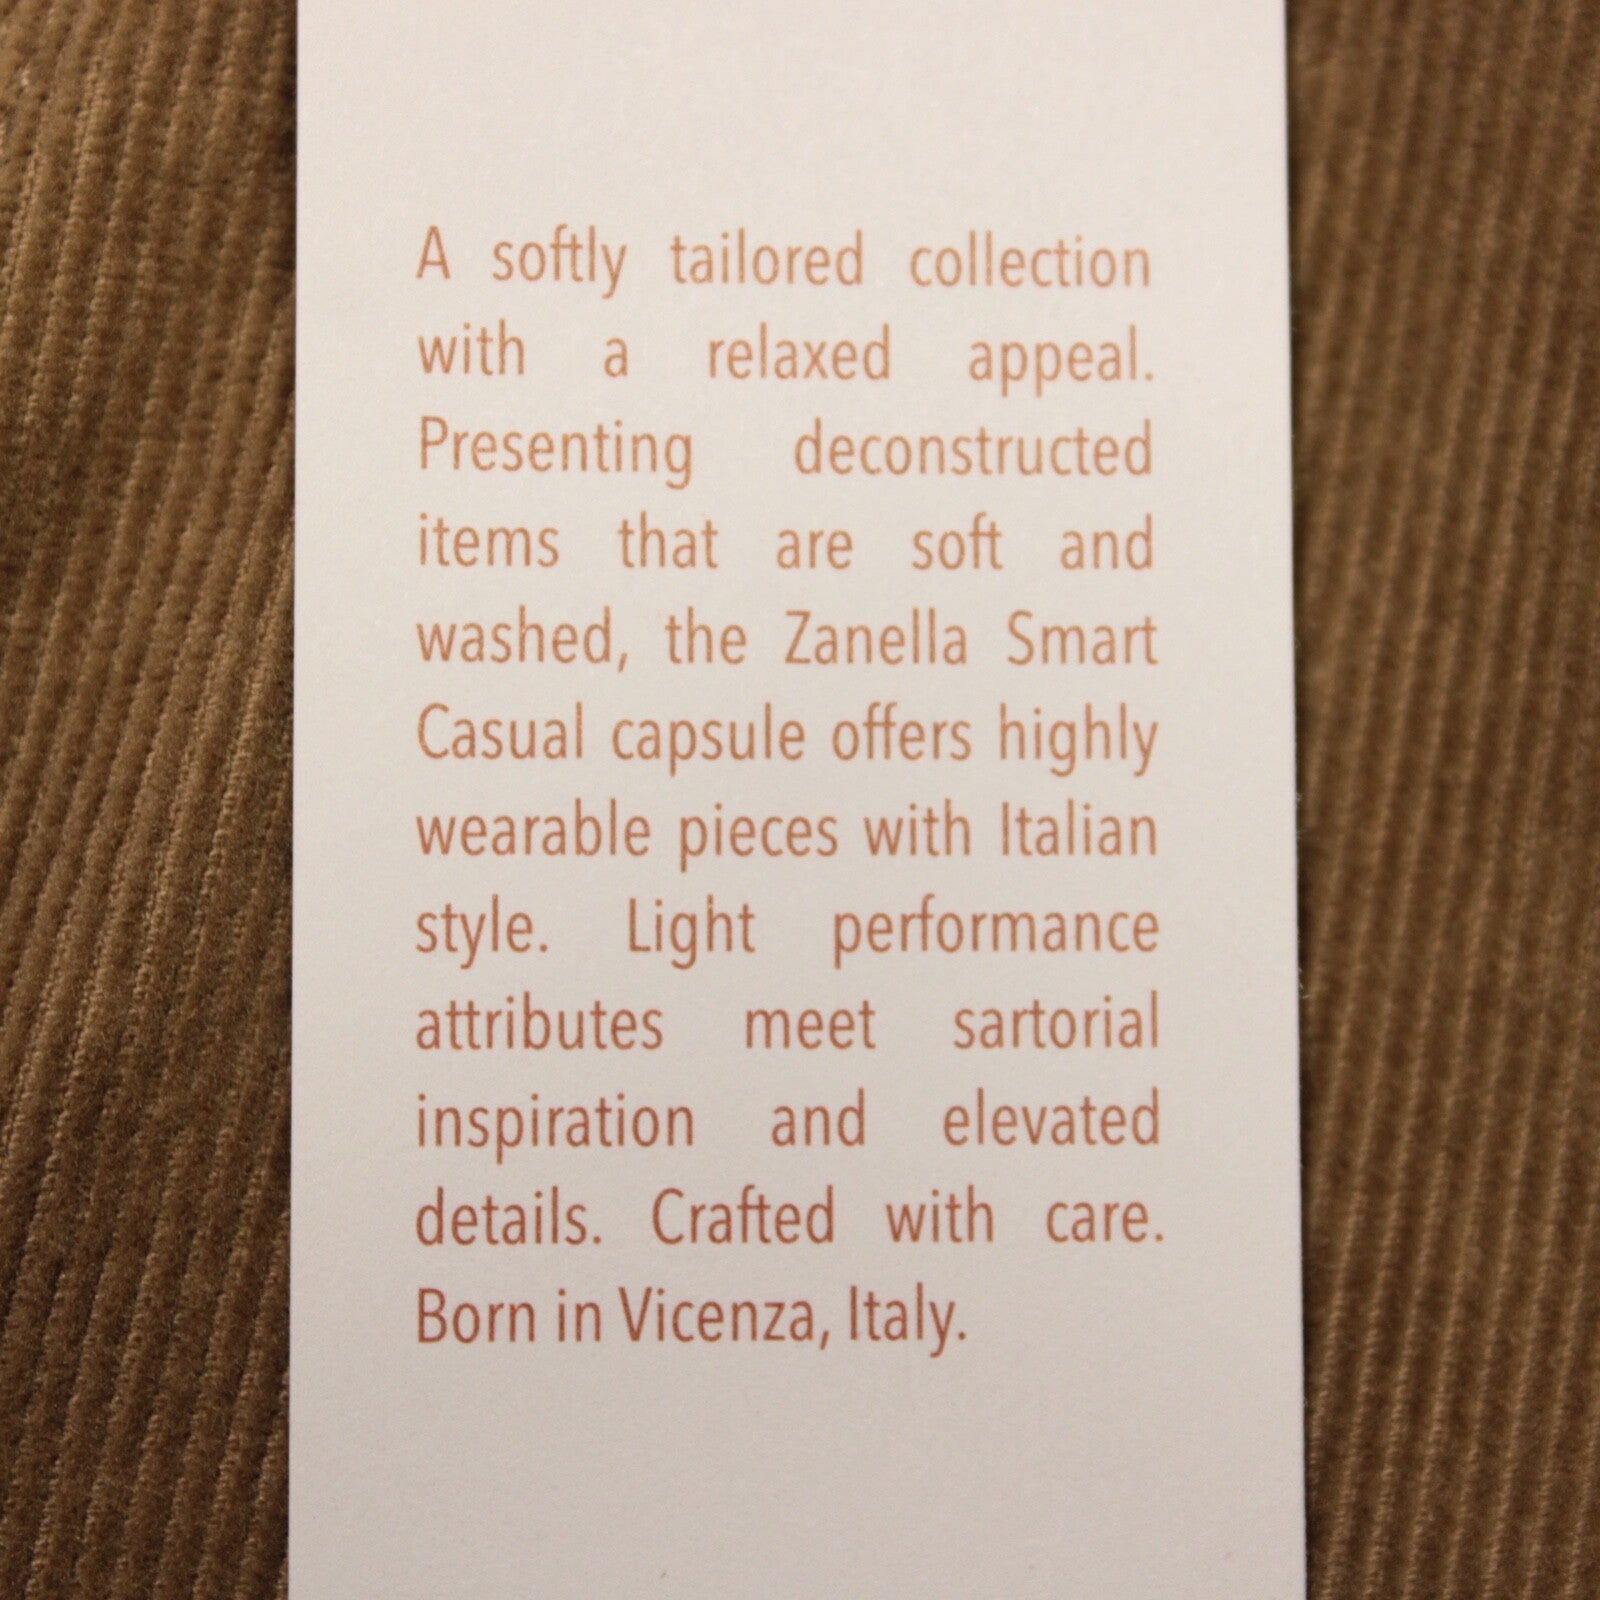 A softly tailored collection
with a relaxed appeal.
Presenting deconstructed
items that are soft and
washed, the Zanella Smart
Casual capsule offers highly
wearable pieces with Italian
style. Light performance
attributes meet sartorial
inspiration and elevated
details. Crafted with care.
Born in Vicenza, Italy.